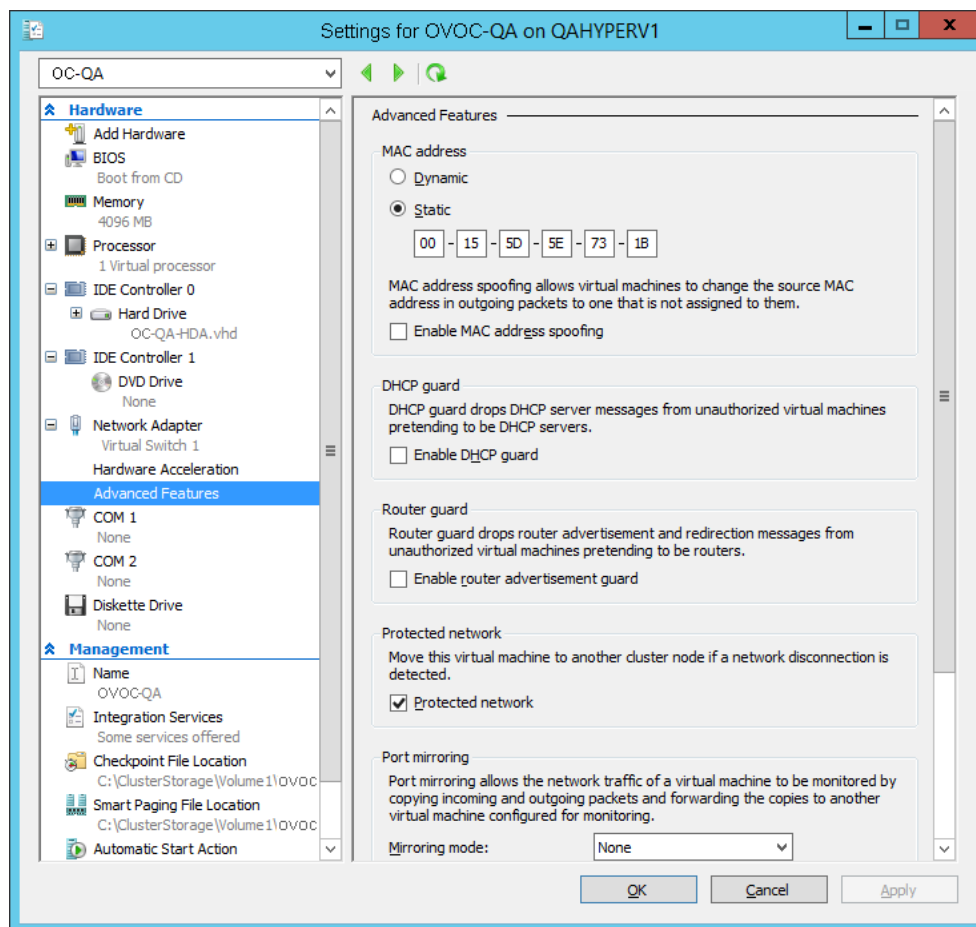 Settings for OVOC-QA on QAHYPERV1
OC-QA
Hardware
Add Hardware
BIOS
Boot from CD
Memory
4096 MB
Processor
1 Virtual processor
IDE Controller 0
Hard Drive
OC-QA-HDA.vhd
IDE Controller 1
DVD Drive
None
Network Adapter
Virtual Switch 1
Hardware Acceleration
Advanced Features
COM 1
None
COM 2
None
Diskette Drive
None
Management
Name
OVOC-QA
Integration Services
Some services offered
Checkpoint File Location
C:\ClusterStorage\Volume1\OVOC
Smart Paging File Location
C:\ClusterStorage\Volume1\OVOC
Automatic Start Action
Advanced Features
MAC address
Dynamic
Static
00 - 15 - 5D - 5E - 73 - 1B
MAC address spoofing allows virtual machines to change the source MAC
address in outgoing packets to one that is not assigned to them.
Enable MAC address spoofing
DHCP guard
DHCP guard drops DHCP server messages from unauthorized virtual machines
pretending to be DHCP servers.
Enable DHCP guard
Router guard
Router guard drops router advertisement and redirection messages from
unauthorized virtual machines pretending to be routers.
Enable router advertisement guard
Protected network
Move this virtual machine to another cluster node if a network disconnection is
detected.
Protected network
Port mirroring
Port mirroring allows the network traffic of a virtual machine to be monitored by
copying incoming and outgoing packets and forwarding the copies to another
virtual machine configured for monitoring.
Mirroring mode: None
OK Cancel Apply